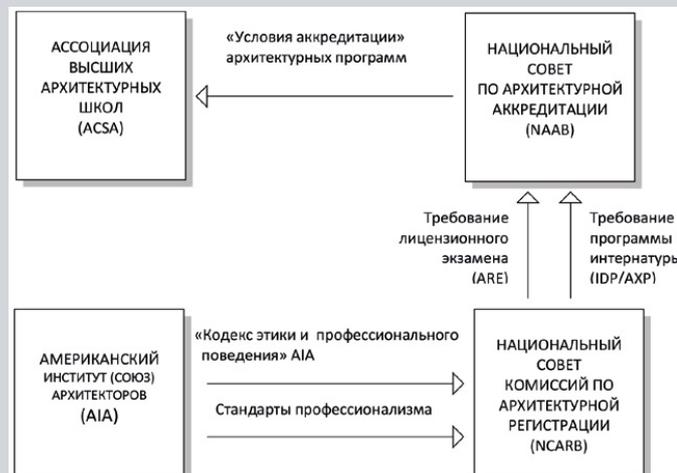 АССОЦИАЦИЯ
ВЫСШИХ
АРХИТЕКТУРНЫХ
ШКОЛ
(ACSA)
«Условия аккредитации»
архитектурных программ
НАЦИОНАЛЬНЫЙ
СОВЕТ
ПО АРХИТЕКТУРНОЙ
АККРЕДИТАЦИИ
(NAAB)
Требование
лицензионного
экзамена
(ARE)
Требование
программы
интернатуры
(IDP/AXP)
АМЕРИКАНСКИЙ
ИНСТИТУТ (СОЮЗ)
АРХИТЕКТОРОВ
(AIA)
«Кодекс этики и профессионального
поведения» AIA
Стандарты профессионализма
НАЦИОНАЛЬНЫЙ
СОВЕТ
КОМИССИЙ ПО
АРХИТЕКТУРНОЙ
РЕГИСТРАЦИИ
(NCARB)